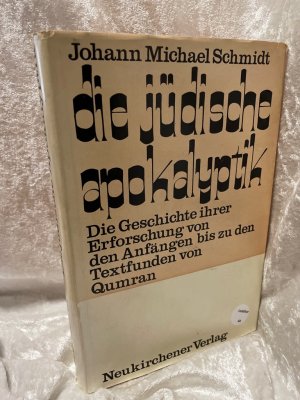 Johann Michael Schmidt
die jüdische
apokalyptik
Die Geschichte ihrer
Erforschung von
den Anfängen bis zu den
Textfunden von
Qumran
Neukirchener Verlag